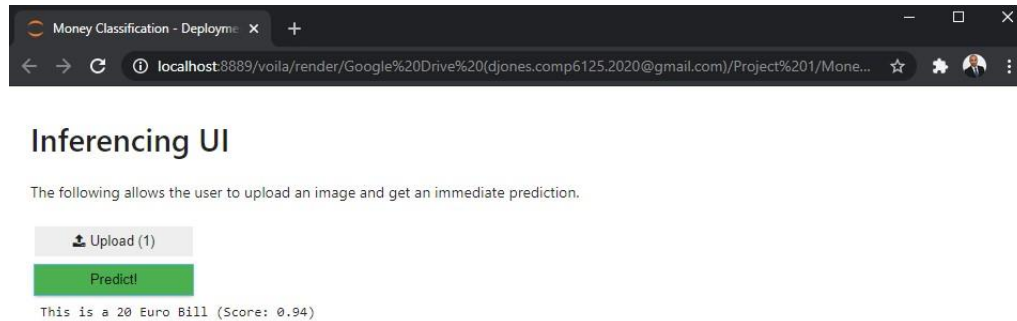 Money Classification - Deployme
localhost:8889/voila/render/Google%20Drive%20(djones.comp6125.2020@gmail.com)/Project%201/Mone...
Inferencing UI
The following allows the user to upload an image and get an immediate prediction.
Upload (1)
Predict!
This is a 20 Euro Bill (Score: 0.94)